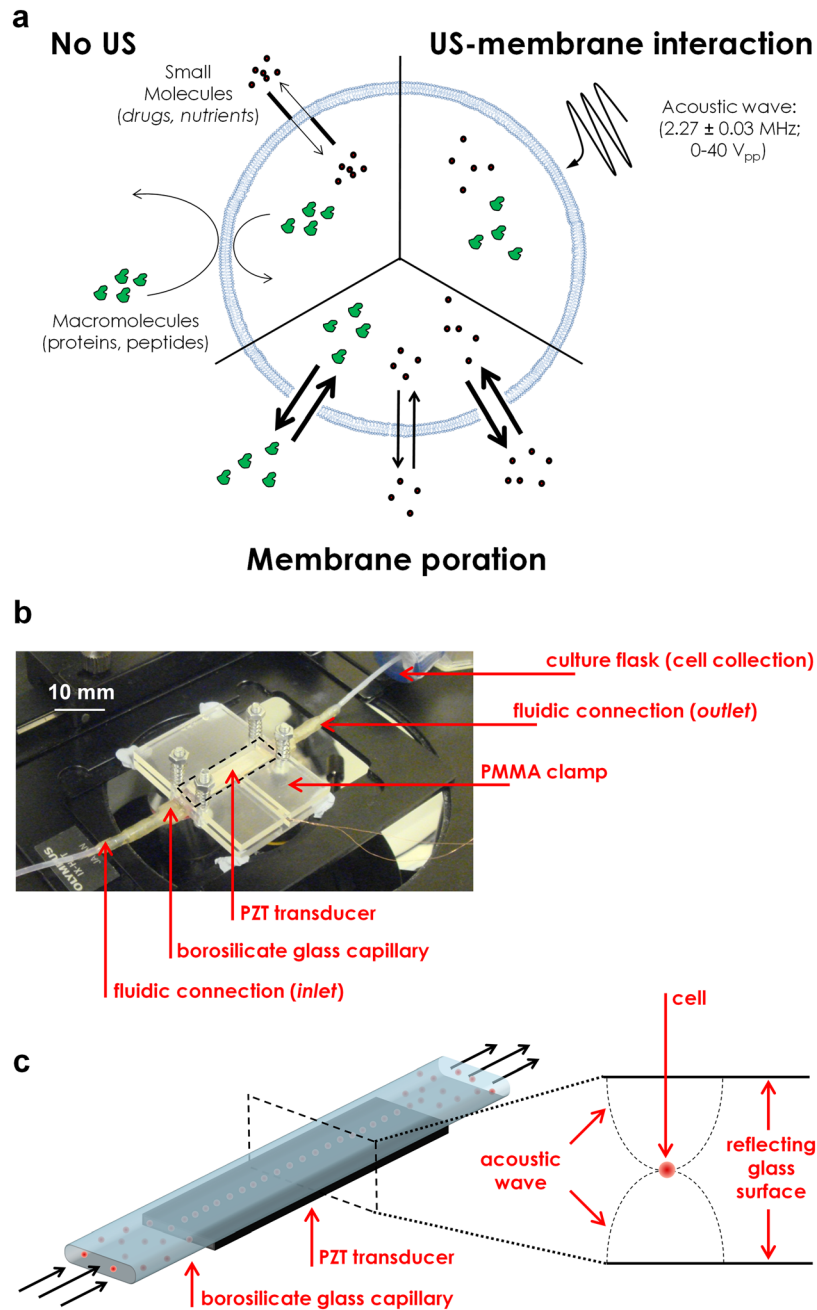 a
No US
US-membrane interaction
Small
Molecules
(drugs, nutrients)
Acoustic wave:
(2.27 ± 0.03 MHz;
0-40 Vpp)
Macromolecules
(proteins, peptides)
Membrane poration
b
10 mm
culture flask (cell collection)
fluidic connection (outlet)
PMMA clamp
OLYMPUS
PZT transducer
borosilicate glass capillary
fluidic connection (inlet)
cell
c
acoustic
wave
reflecting
glass
surface
PZT transducer
borosilicate glass capillary